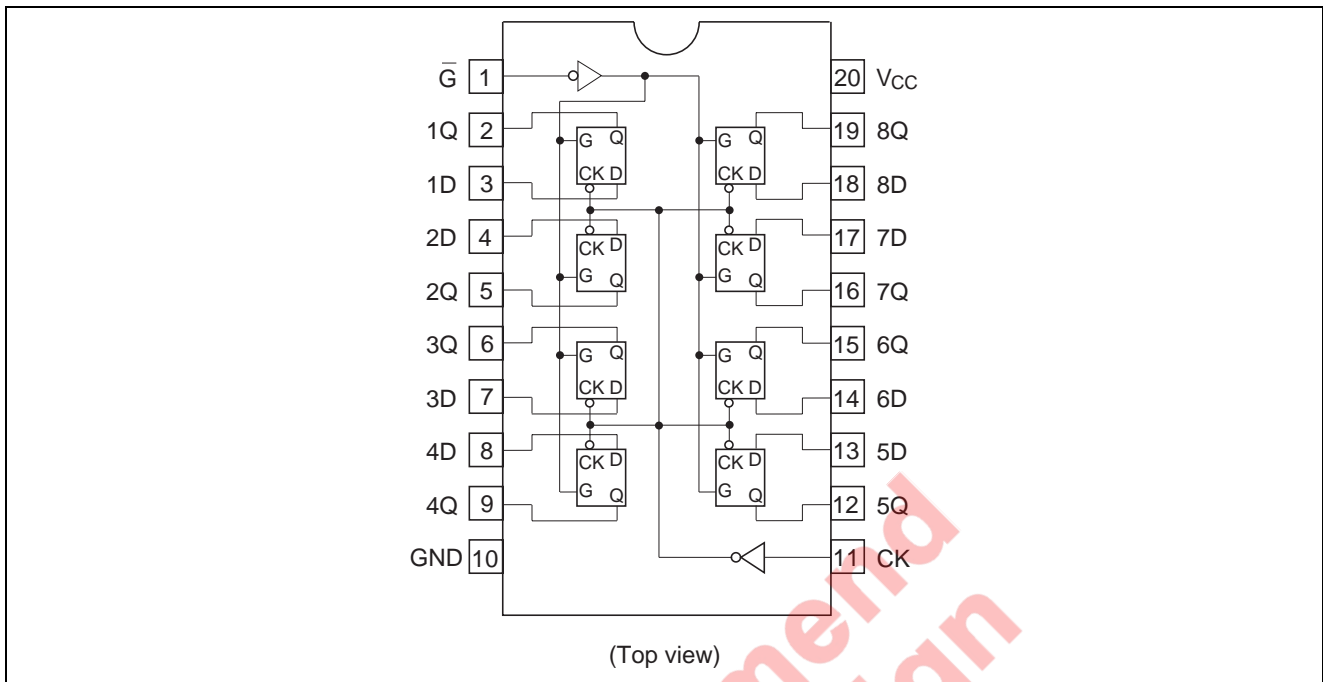 G̅ 1
20 VCC
1Q 2
19 8Q
1D 3
18 8D
2D 4
17 7D
2Q 5
16 7Q
3Q 6
15 6Q
3D 7
14 6D
4D 8
13 5D
4Q 9
12 5Q
GND 10
11 CK
G Q
CK D
G Q
CK D
CK D
G Q
CK D
G Q
G Q
CK D
G Q
CK D
CK D
G Q
CK D
G Q
(Top view)